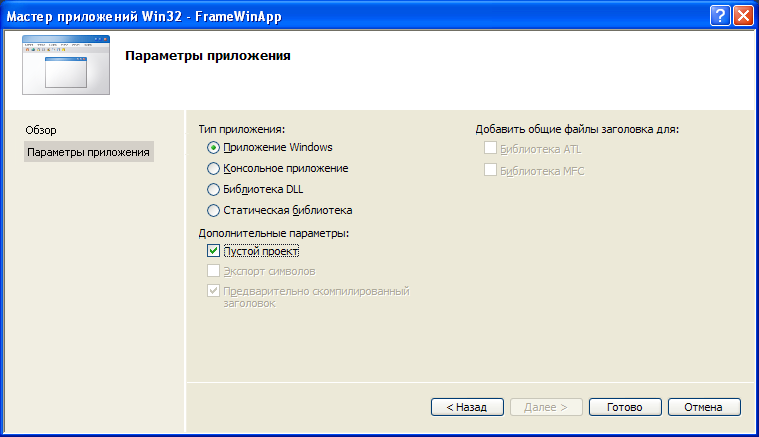 Мастер приложений Win32 - FrameWinApp
Параметры приложения
Обзор
Параметры приложения
Тип приложения:
Приложение Windows
Консольное приложение
Библиотека DLL
Статическая библиотека
Дополнительные параметры:
Пустой проект
Экспорт символов
Предварительно скомпилированный
заголовок
Добавить общие файлы заголовка для:
Библиотека ATL
Библиотека MFC
< Назад
Далее >
Готово
Отмена